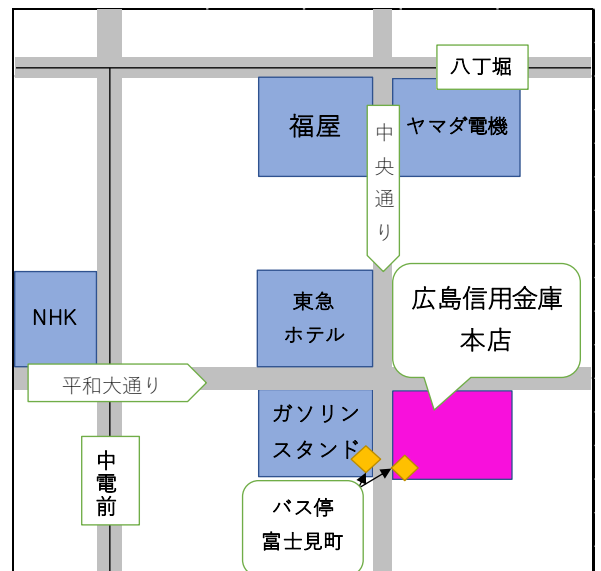 八丁堀
福屋
ヤマダ電機
中央通り
NHK
東急
ホテル
広島信用金庫
本店
平和大通り
ガソリン
スタンド
中電前
バス停
富士見町